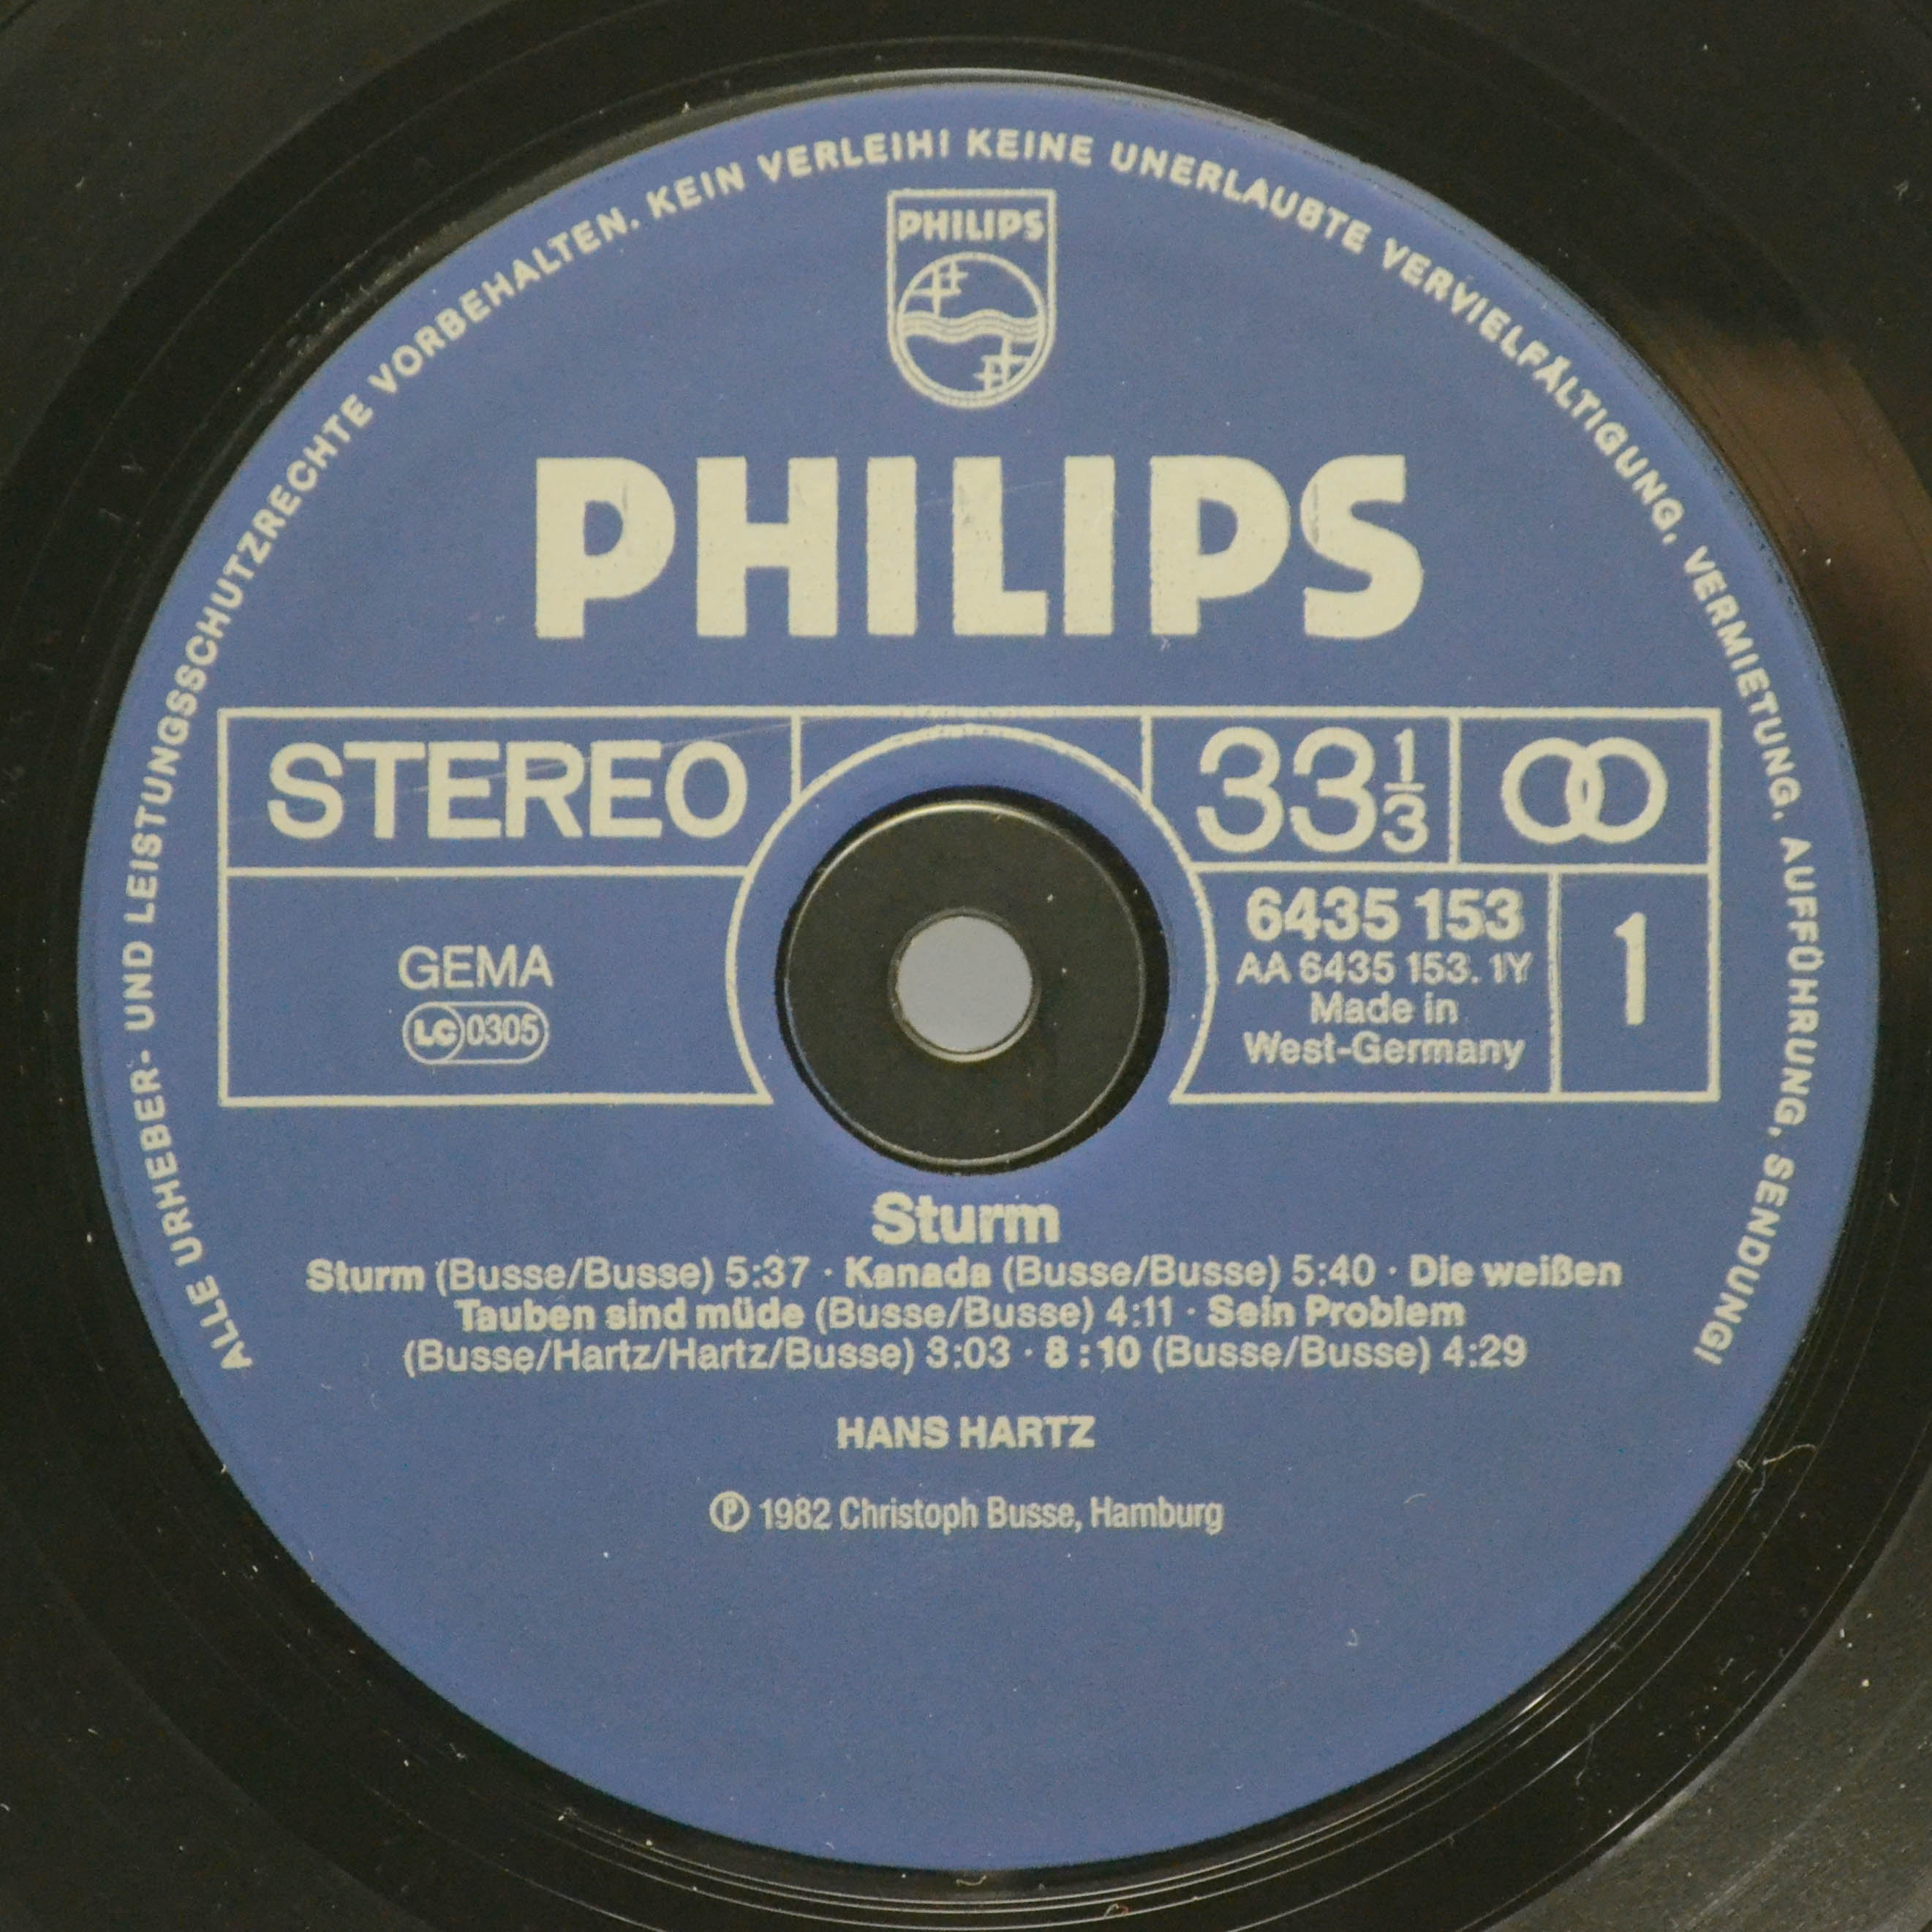 ALLE URHEBER- UND LEISTUNGSSCHUTZRECHTE VORBEHALTEN. KEIN VERLEIH! KEINE UNERLAUBTE VERVIELFÄLTIGUNG, VERMIETUNG, AUFFÜHRUNG, SENDUNG!
PHILIPS
PHILIPS
STEREO
33 1/3
GEMA
LC 0305
6435 153
AA 6435 153. 1Y
Made in
West-Germany
1
Sturm
Sturm (Busse/Busse) 5:37 · Kanada (Busse/Busse) 5:40 · Die weißen
Tauben sind müde (Busse/Busse) 4:11 · Sein Problem
(Busse/Hartz/Hartz/Busse) 3:03 · 8 : 10 (Busse/Busse) 4:29
HANS HARTZ
℗ 1982 Christoph Busse, Hamburg